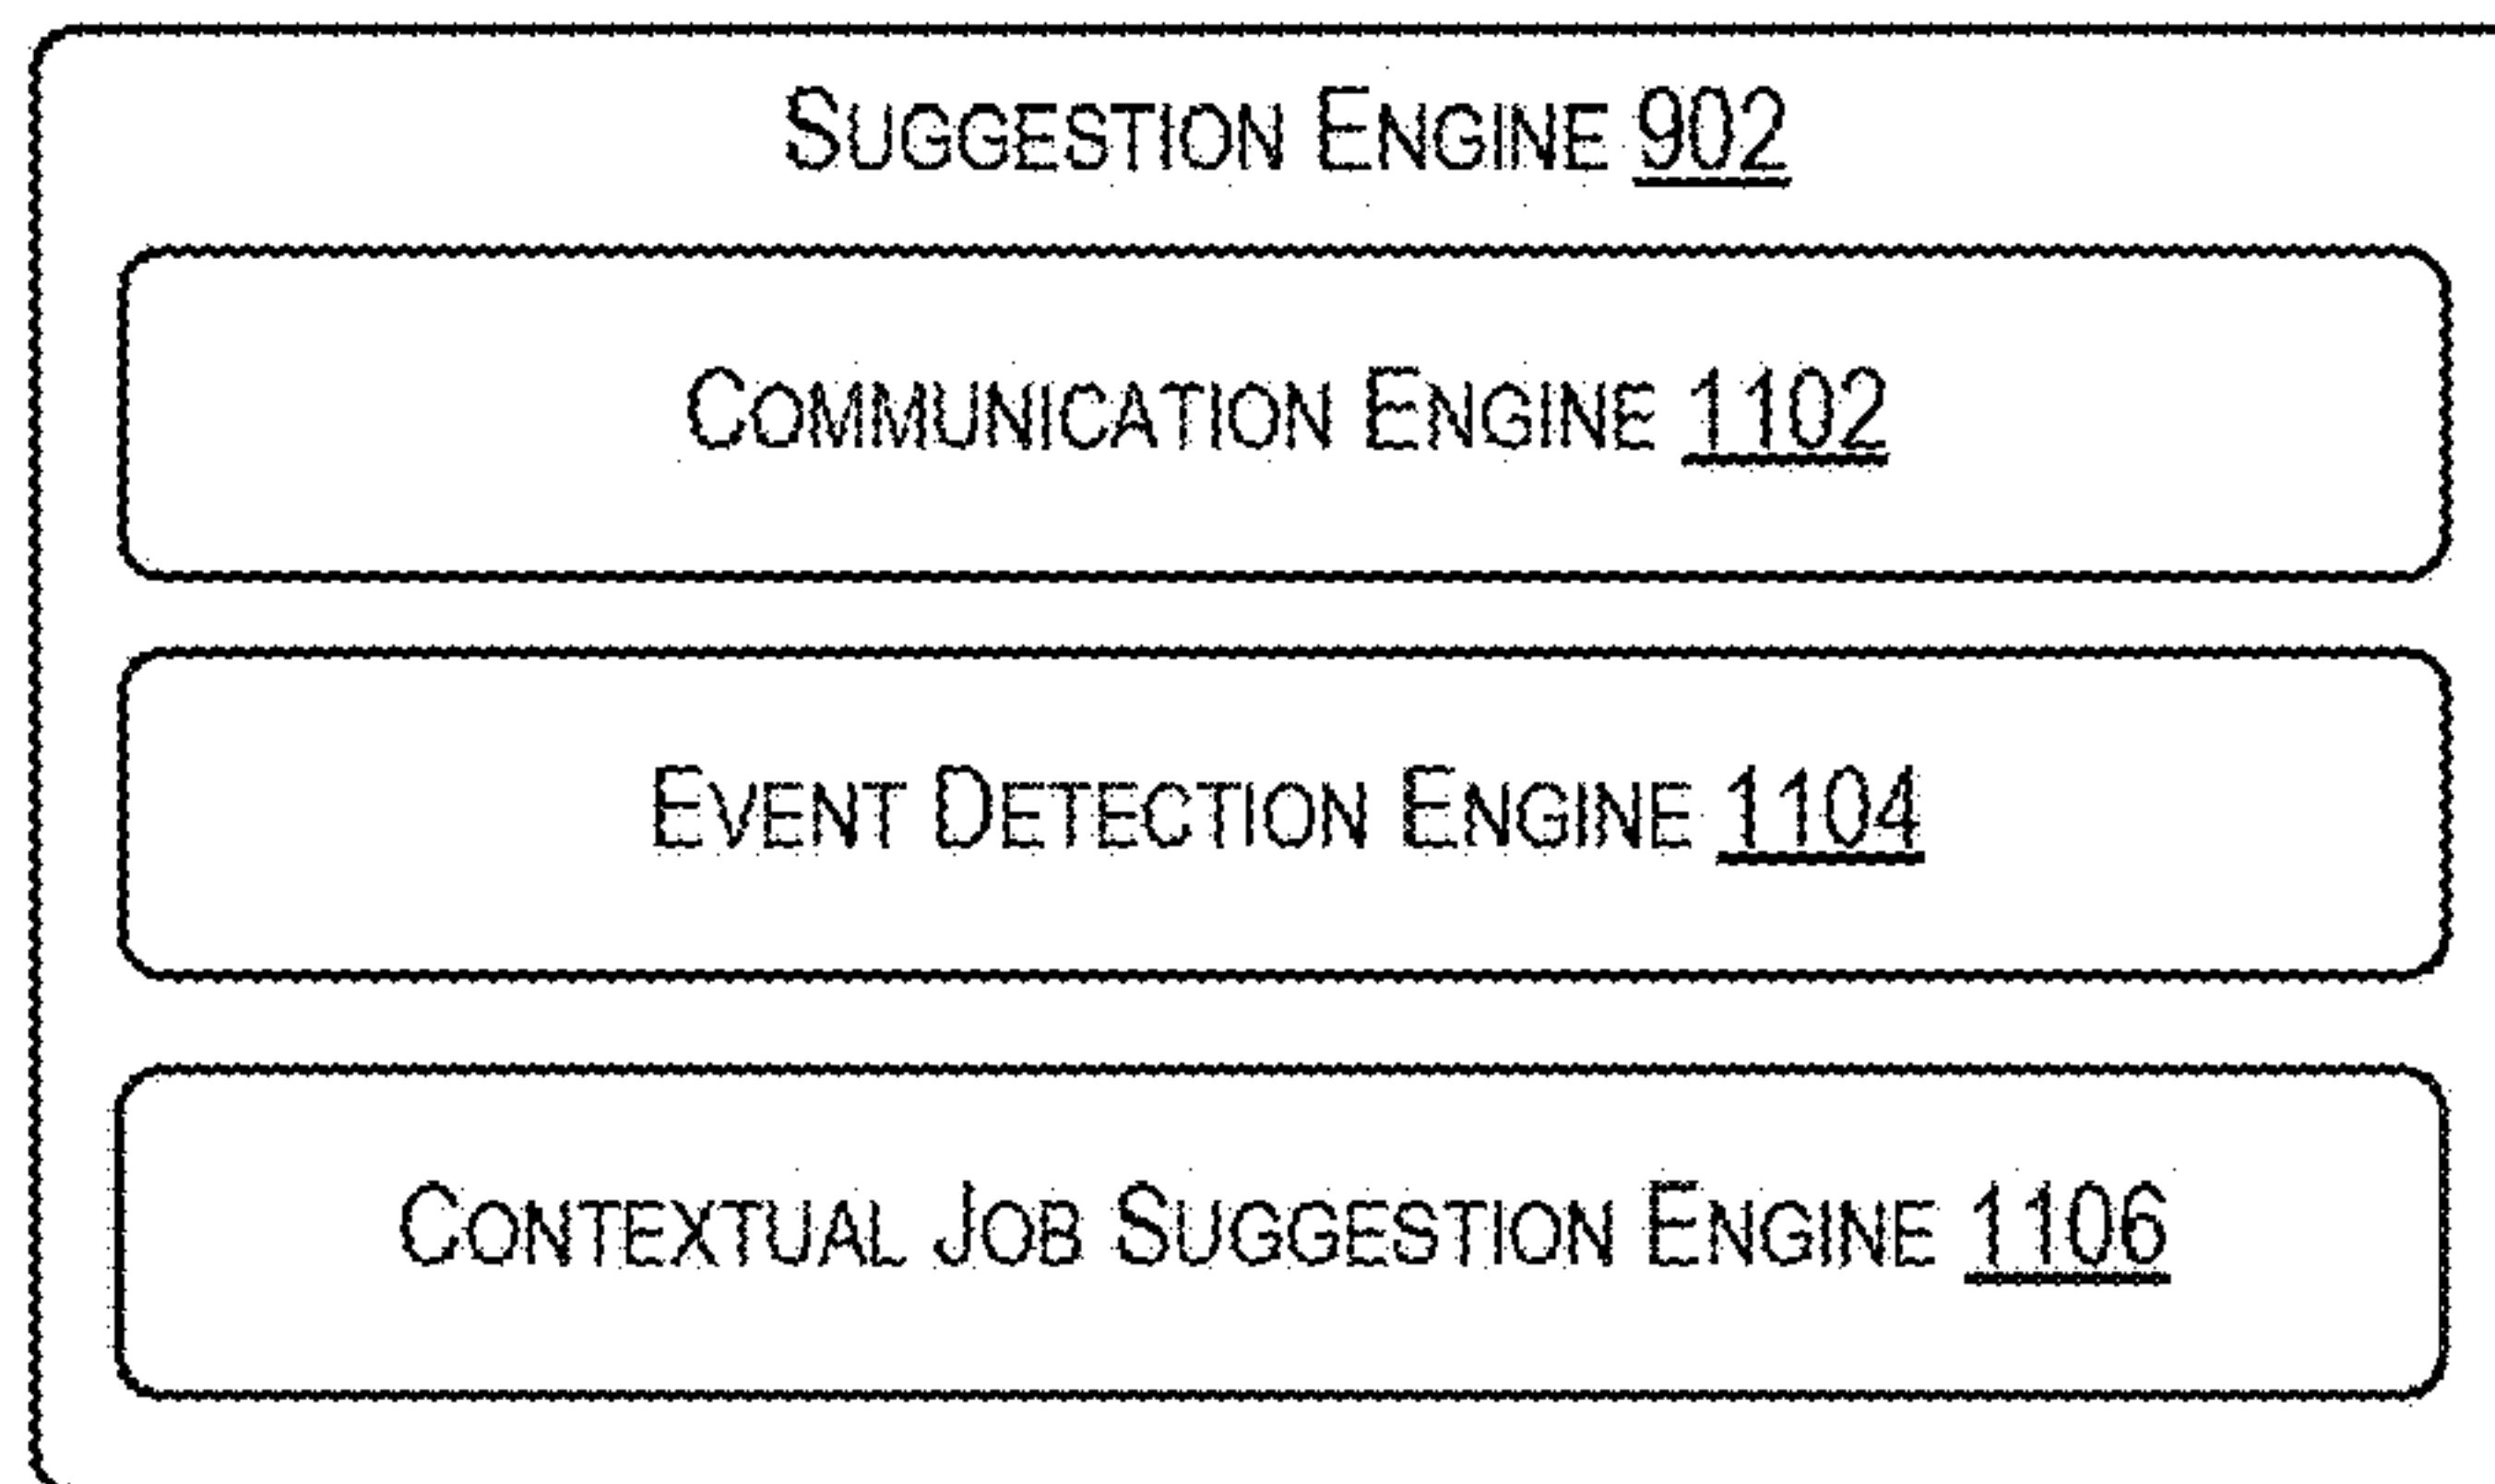 SUGGESTION ENGINE 902
COMMUNICATION ENGINE 1102
EVENT DETECTION ENGINE 1104
CONTEXTUAL JOB SUGGESTION ENGINE 1106